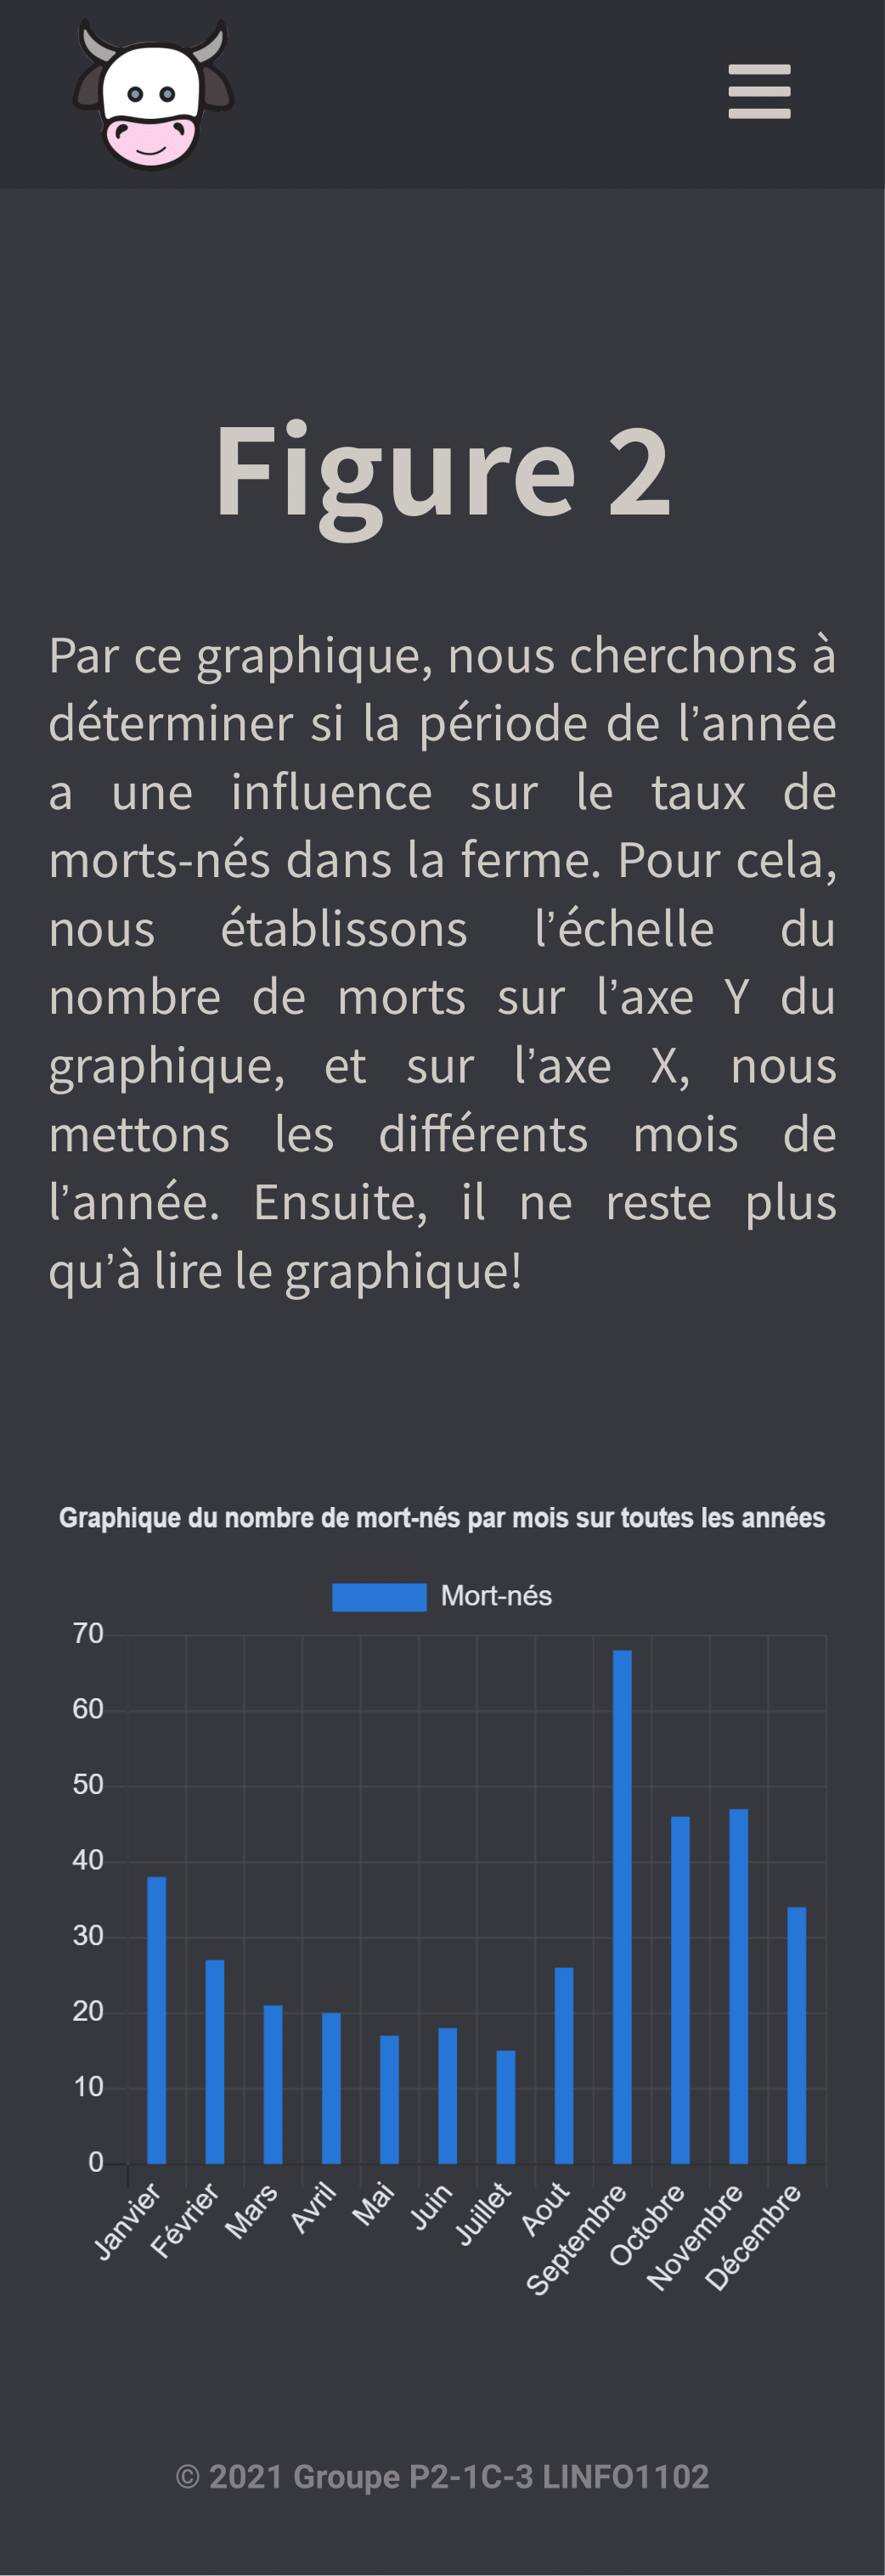 Figure 2
Par ce graphique, nous cherchons à
déterminer si la période de l’année
a une influence sur le taux de
morts-nés dans la ferme. Pour cela,
nous établissons l’échelle du
nombre de morts sur l’axe Y du
graphique, et sur l’axe X, nous
mettons les différents mois de
l’année. Ensuite, il ne reste plus
qu’à lire le graphique!
Graphique du nombre de mort-nés par mois sur toutes les années
Mort-nés
70
60
50
40
30
20
10
0
Janvier
Février
Mars
Avril
Mai
Juin
Juillet
Aout
Septembre
Octobre
Novembre
Décembre
© 2021 Groupe P2-1C-3 LINFO1102